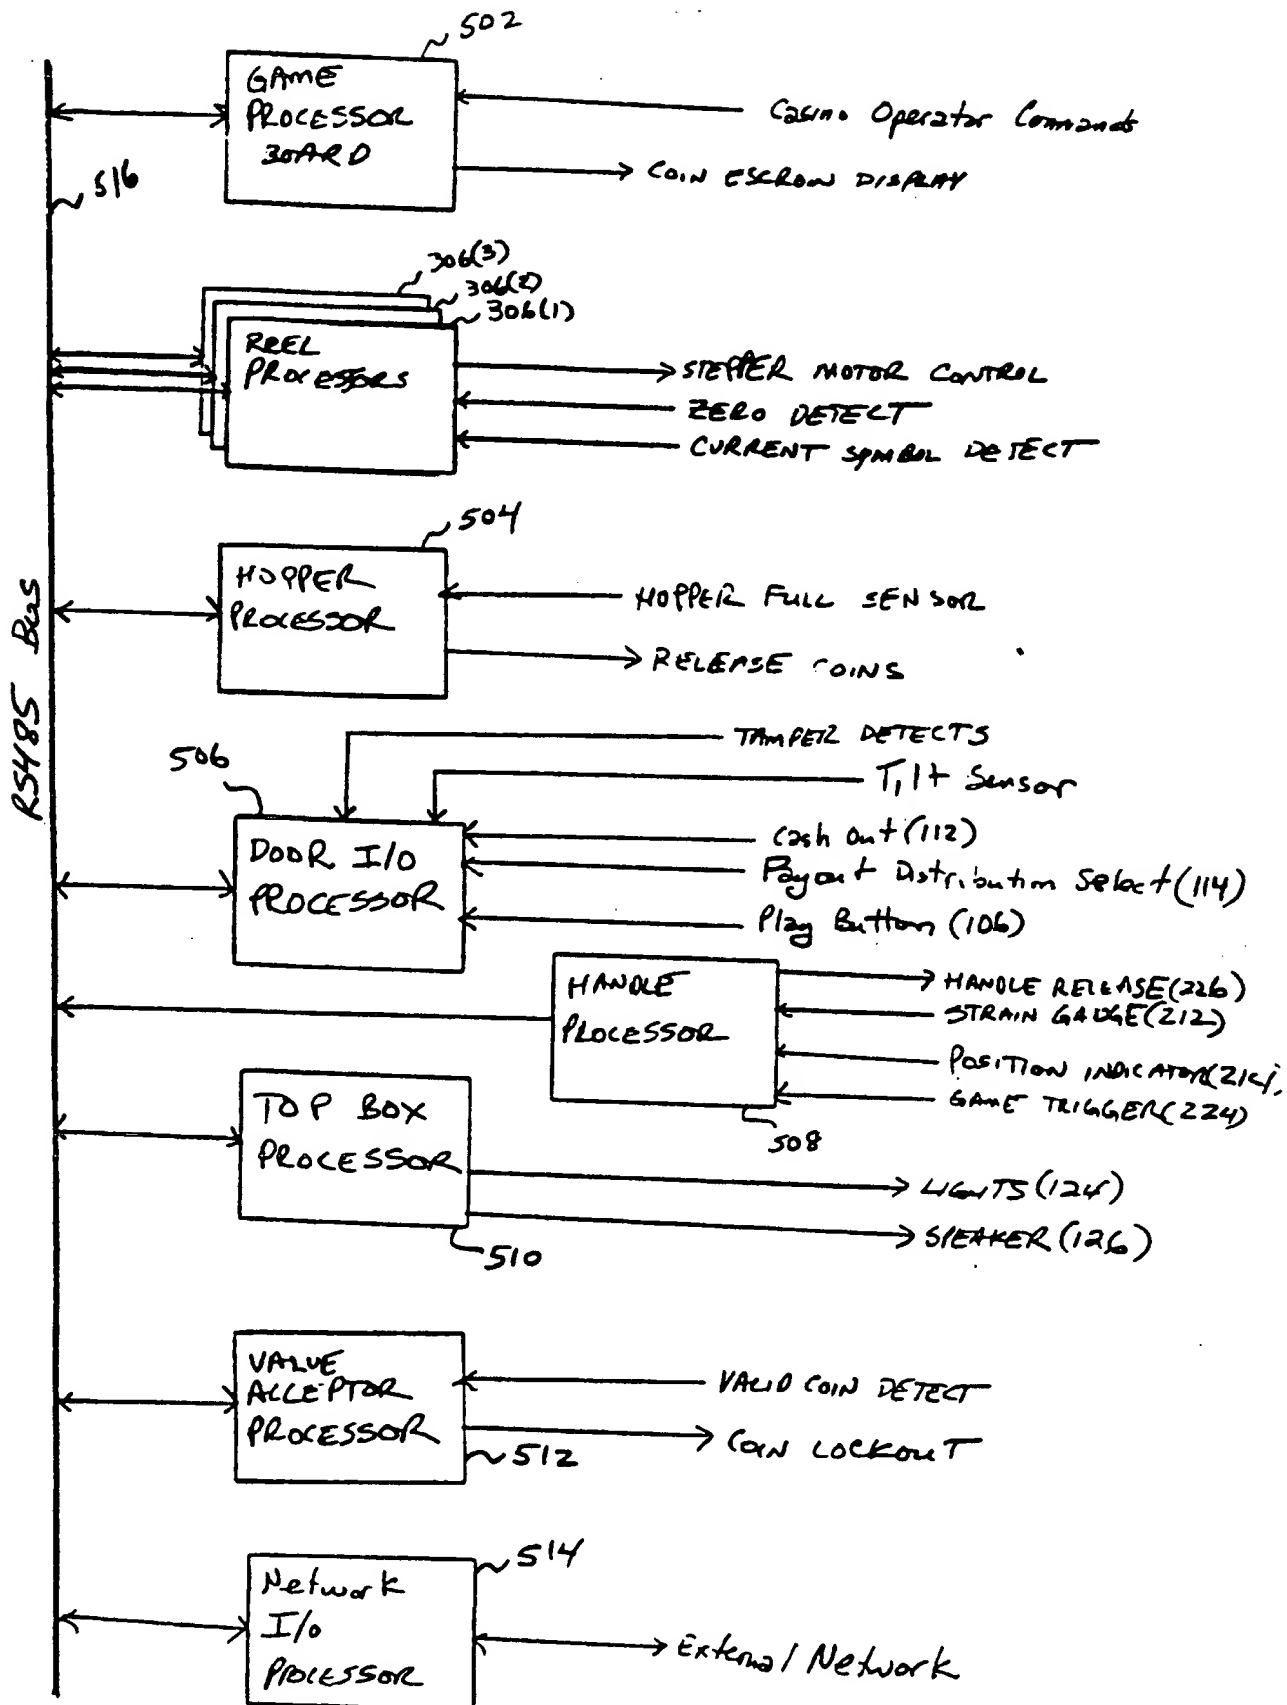 502
GAME
PROCESSOR
BOARD
Casino Operator Commands
COIN ESCROW DISPLAY
516
306(3)
306(2)
306(1)
REEL
PROCESSORS
STEPPER MOTOR CONTROL
ZERO DETECT
CURRENT SYMBOL DETECT
504
HOPPER
PROCESSOR
HOPPER FULL SENSOR
RELEASE COINS
RS485 Bus
506
TAMPER DETECTS
Tilt Sensor
DOOR I/O
PROCESSOR
Cash Out (112)
Payout Distribution Select (114)
Play Button (106)
HANDLE
PROCESSOR
HANDLE RELEASE (226)
STRAIN GAUGE (212)
POSITION INDICATOR
GAME TRIGGER (224)
508
TOP BOX
PROCESSOR
LIGHTS (124)
SPEAKER (126)
510
VALUE
ACCEPTOR
PROCESSOR
VALID COIN DETECT
COIN LOCKOUT
512
514
Network
I/O
PROCESSOR
External Network